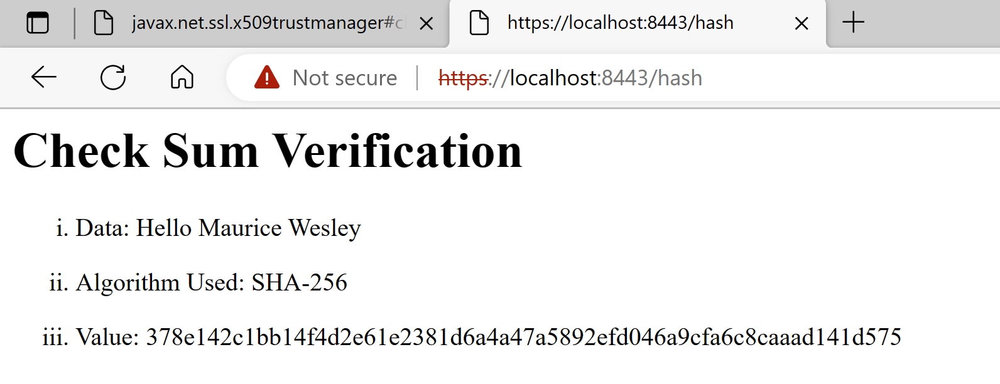 javax.net.ssl.x509trustmanager#c
https://localhost:8443/hash
Not secure
https://localhost:8443/hash
Check Sum Verification
i. Data: Hello Maurice Wesley
ii. Algorithm Used: SHA-256
iii. Value: 378e142c1bb14f4d2e61e2381d6a4a47a5892efd046a9cfa6c8caaad141d575